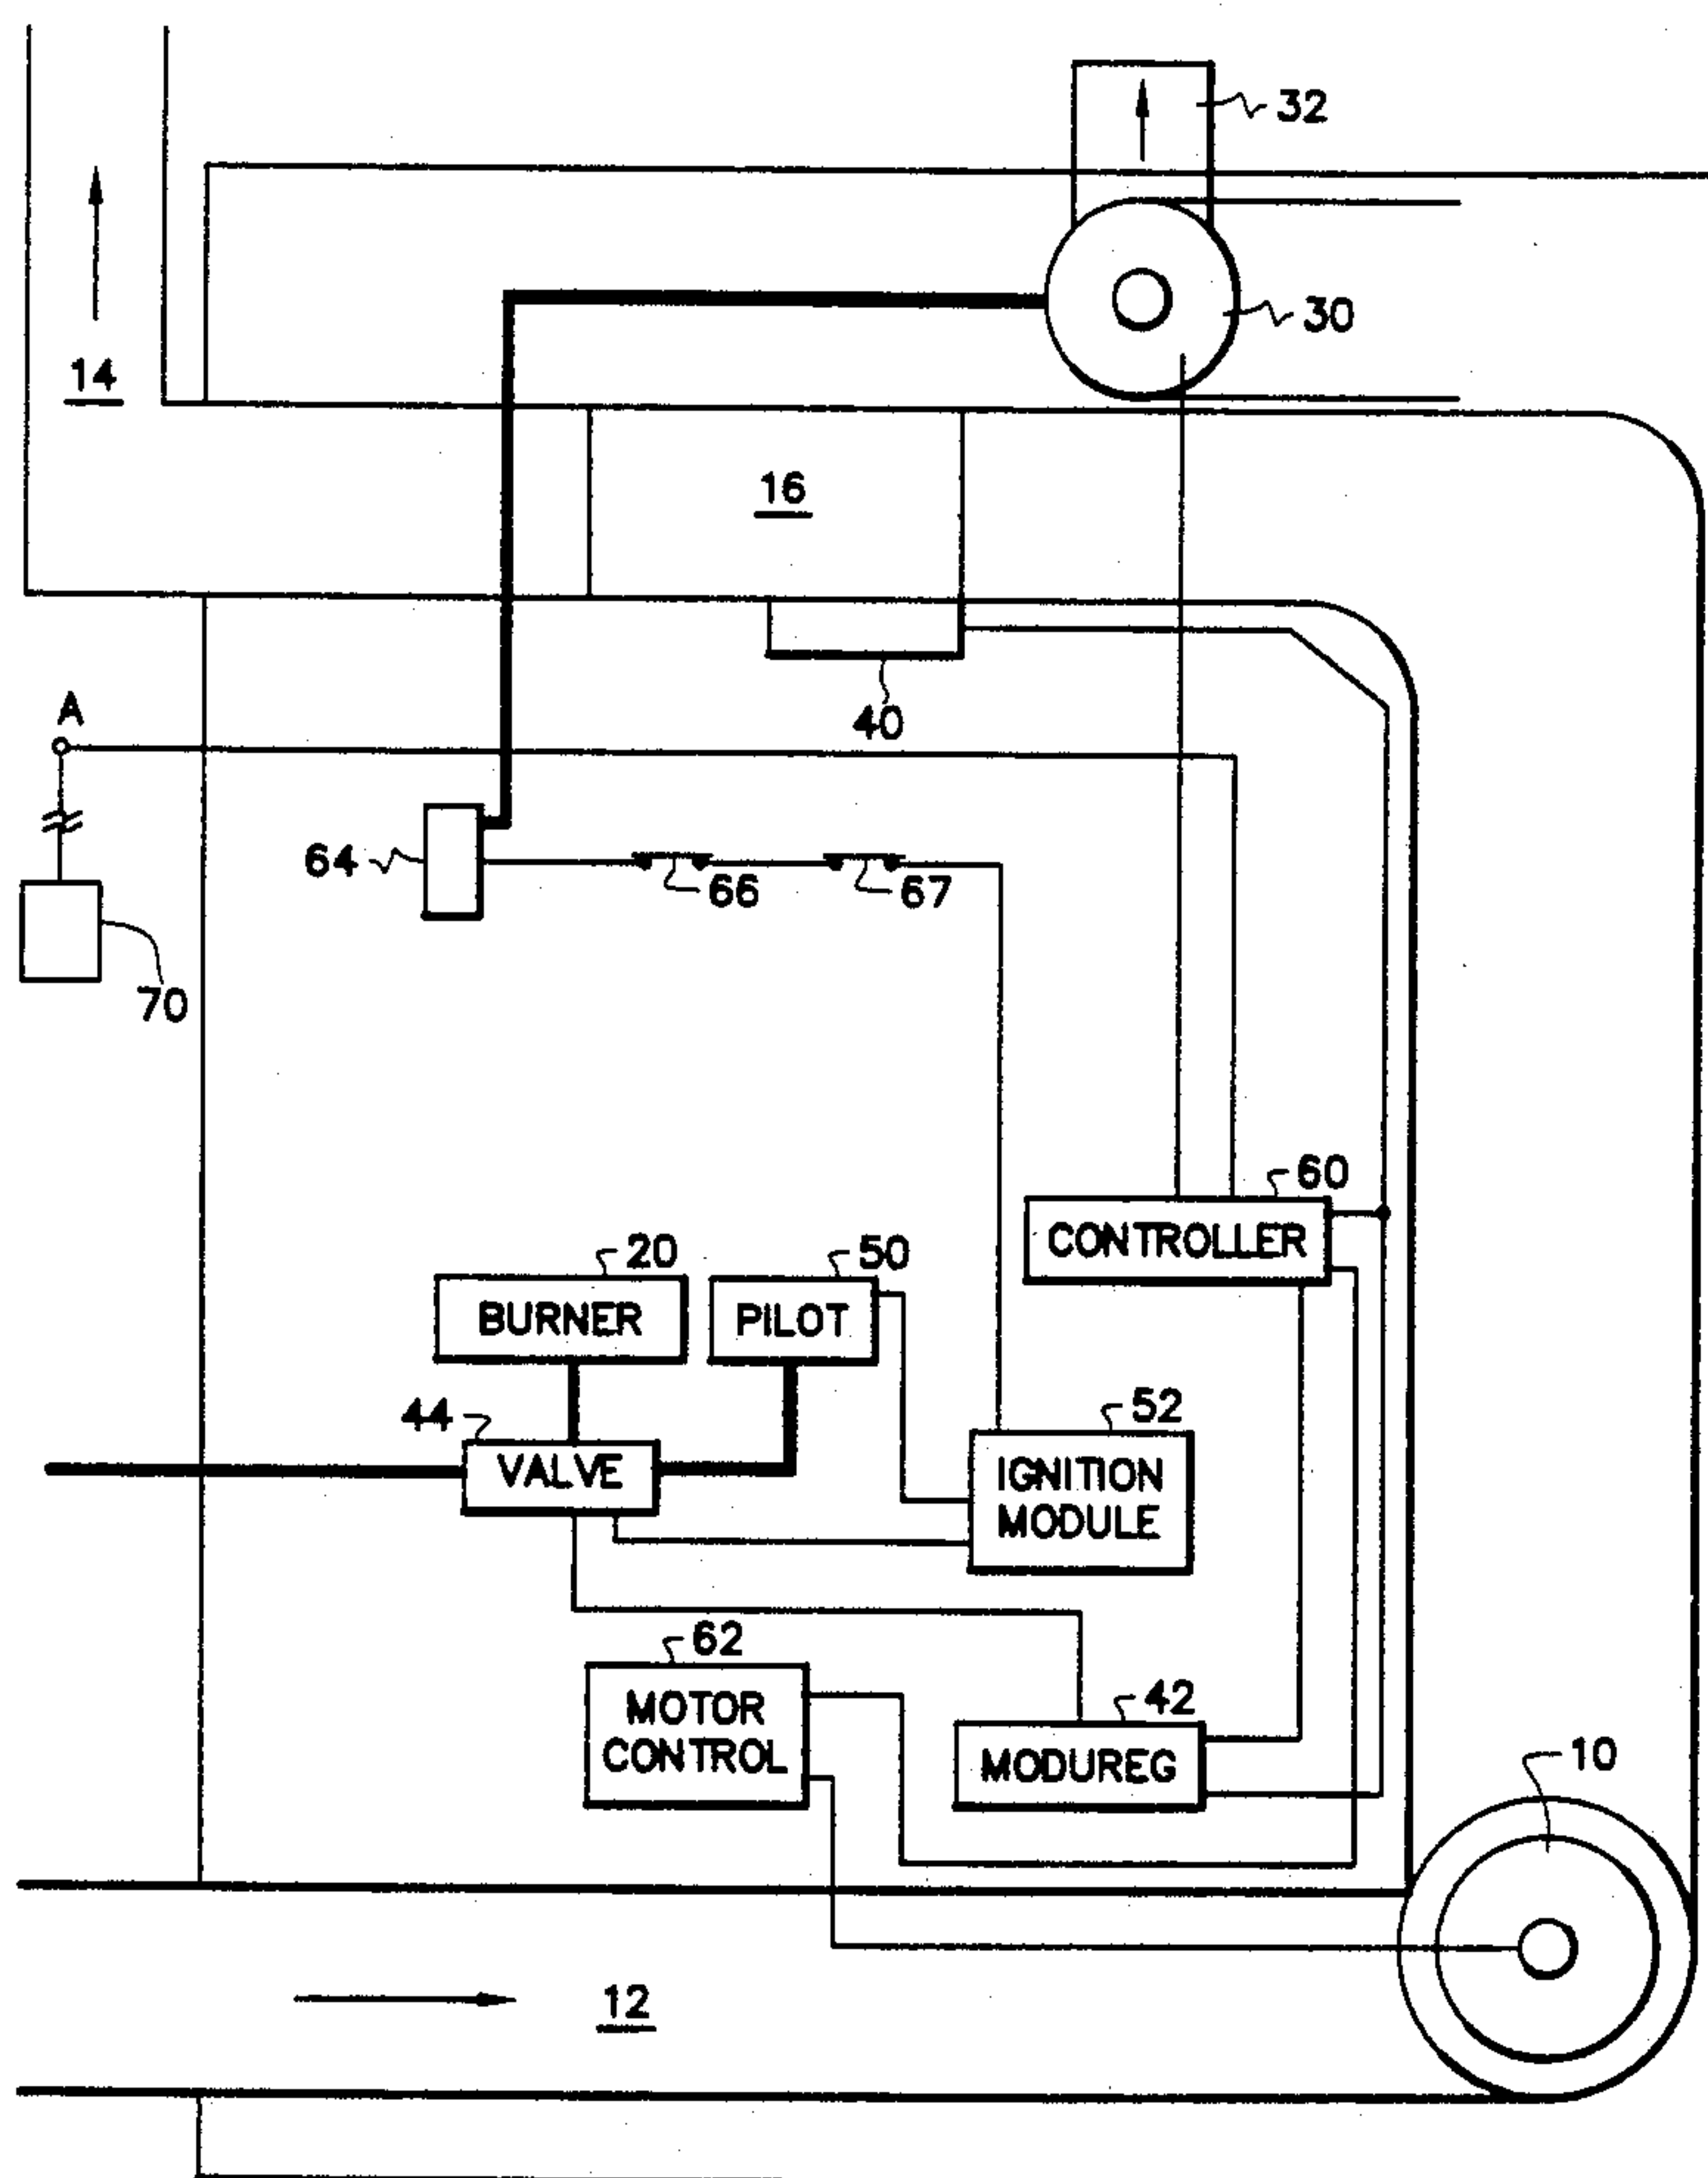 32
30
14
16
40
A
64
66
67
70
60
CONTROLLER
20
BURNER
50
PILOT
44
VALVE
52
IGNITION
MODULE
62
MOTOR
CONTROL
42
MODUREG
10
12